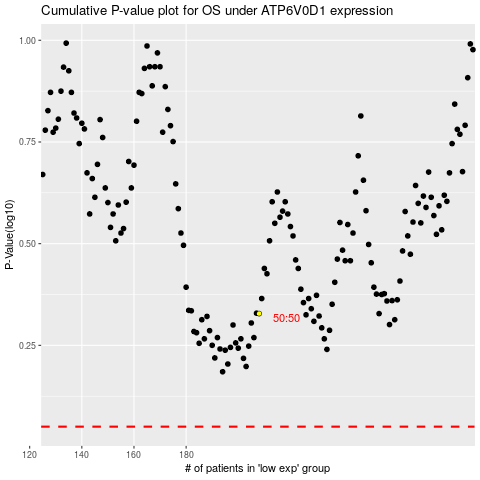 Cumulative P-value plot for OS under ATP6V0D1 expression
P-Value(log10)
1.00
0.75
0.50
0.25
50:50
120 140 160 180
# of patients in 'low exp' group